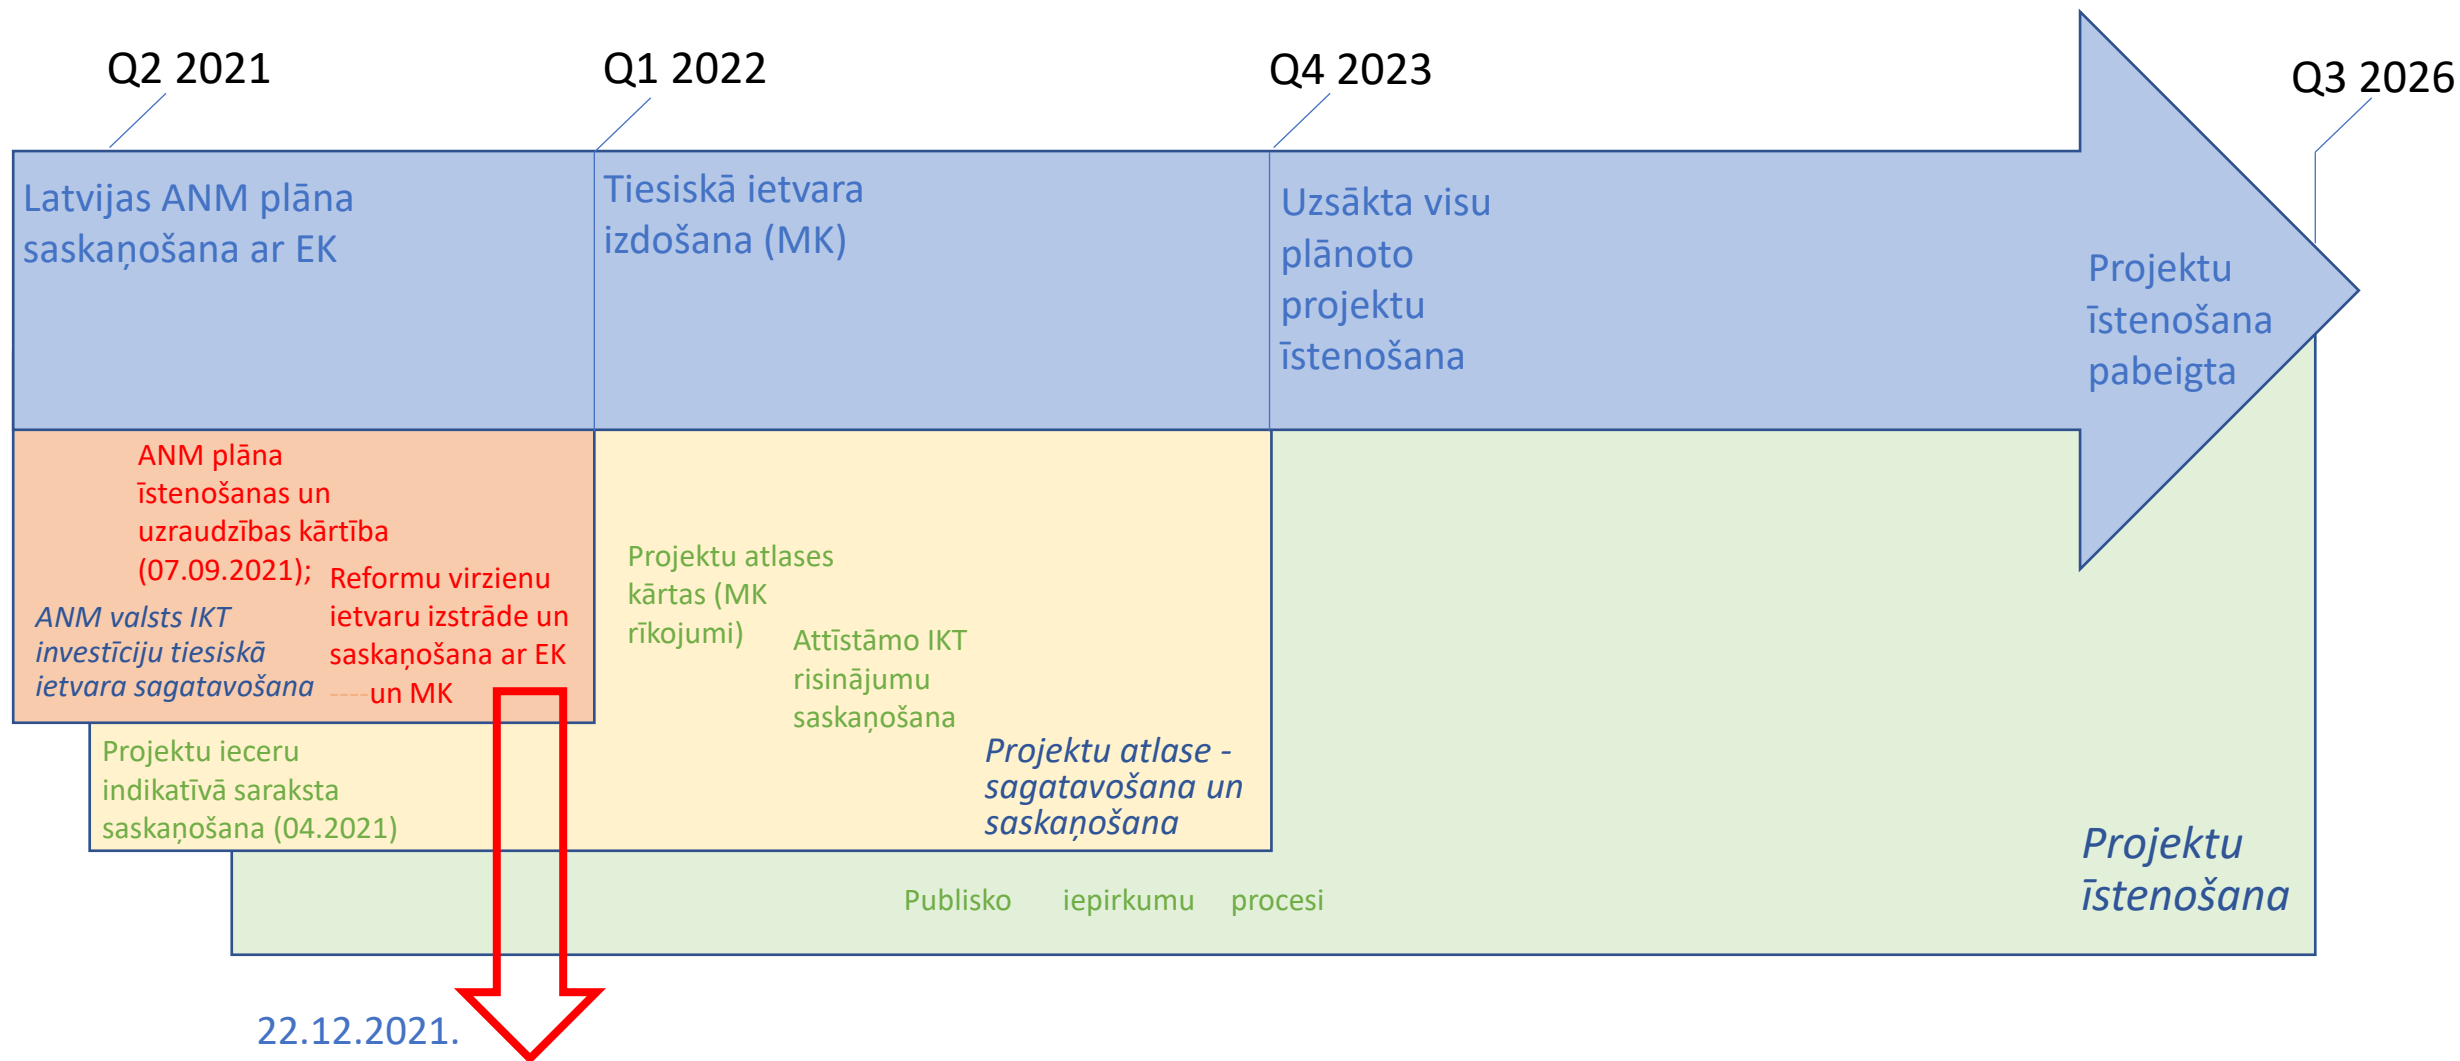 Q2 2021
Q1 2022
Q4 2023
Q3 2026
Latvijas ANM plāna
saskaņošana ar EK
Tiesiskā ietvara
izdošana (MK)
Uzsākta visu
plānoto
projektu
īstenošana
Projektu
īstenošana
pabeigta
ANM plāna
īstenošanas un
uzraudzības kārtība
(07.09.2021);
Reformu virzienu
ietvaru izstrāde un
saskaņošana ar EK
----un MK
ANM valsts IKT
investīciju tiesiskā
ietvara sagatavošana
Projektu atlases
kārtas (MK
rīkojumi)
Attīstāmo IKT
risinājumu
saskaņošana
Projektu atlase -
sagatavošana un
saskaņošana
Projektu ieceru
indikatīvā saraksta
saskaņošana (04.2021)
Projektu
īstenošana
Publisko iepirkumu procesi
22.12.2021.